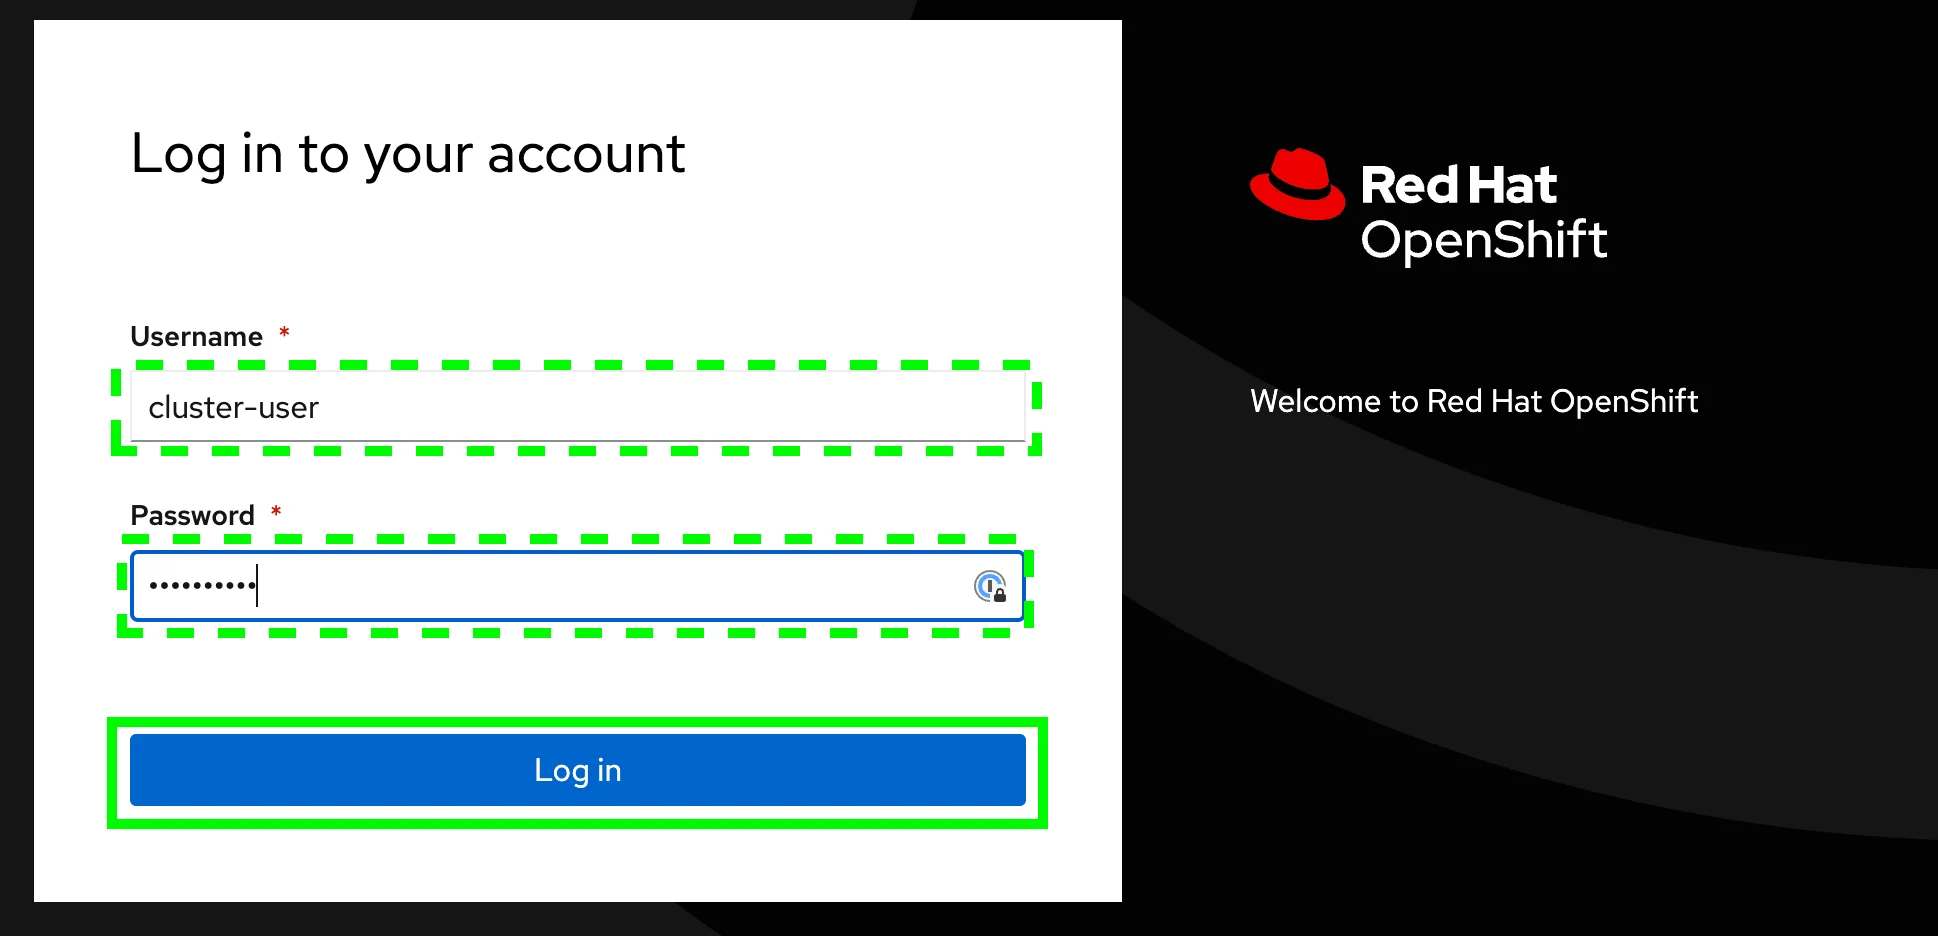 Log in to your account
Username *
cluster-user
Password *
••••••••••
Log in
Red Hat
OpenShift
Welcome to Red Hat OpenShift